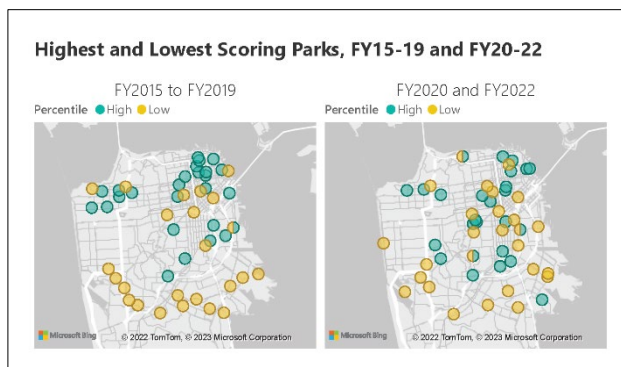 Highest and Lowest Scoring Parks, FY15-19 and FY20-22
FY2015 to FY2019
Percentile High Low
Microsoft Bing
© 2022 TomTom, © 2023 Microsoft Corporation
FY2020 and FY2022
Percentile High Low
Microsoft Bing
© 2022 TomTom, © 2023 Microsoft Corporation